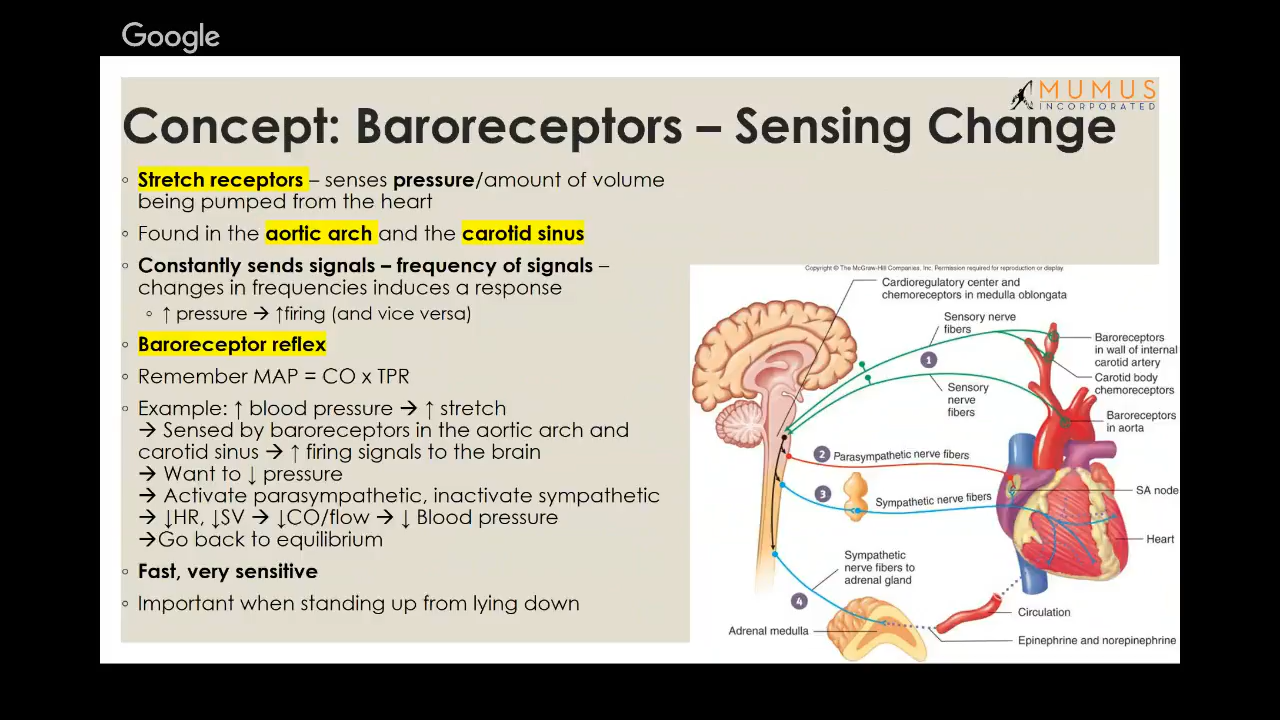 Google
MUMUS
INCORPORATED
Concept: Baroreceptors – Sensing Change
◦ Stretch receptors – senses pressure/amount of volume
being pumped from the heart
◦ Found in the aortic arch and the carotid sinus
◦ Constantly sends signals – frequency of signals –
changes in frequencies induces a response
◦ ↑ pressure → ↑firing (and vice versa)
◦ Baroreceptor reflex
◦ Remember MAP = CO x TPR
◦ Example: ↑ blood pressure → ↑ stretch
→ Sensed by baroreceptors in the aortic arch and
carotid sinus → ↑ firing signals to the brain
→ Want to ↓ pressure
→ Activate parasympathetic, inactivate sympathetic
→ ↓HR, ↓SV → ↓CO/flow → ↓ Blood pressure
→Go back to equilibrium
◦ Fast, very sensitive
◦ Important when standing up from lying down
Copyright © The McGraw-Hill Companies, Inc. Permission required for reproduction or display.
Cardioregulatory center and
chemoreceptors in medulla oblongata
Sensory nerve
fibers
1
Baroreceptors
in wall of internal
carotid artery
Carotid body
chemoreceptors
Sensory
nerve
fibers
Baroreceptors
in aorta
2 Parasympathetic nerve fibers
3 Sympathetic nerve fibers
SA node
Heart
Sympathetic
nerve fibers to
adrenal gland
4
Circulation
Adrenal medulla
Epinephrine and norepinephrine